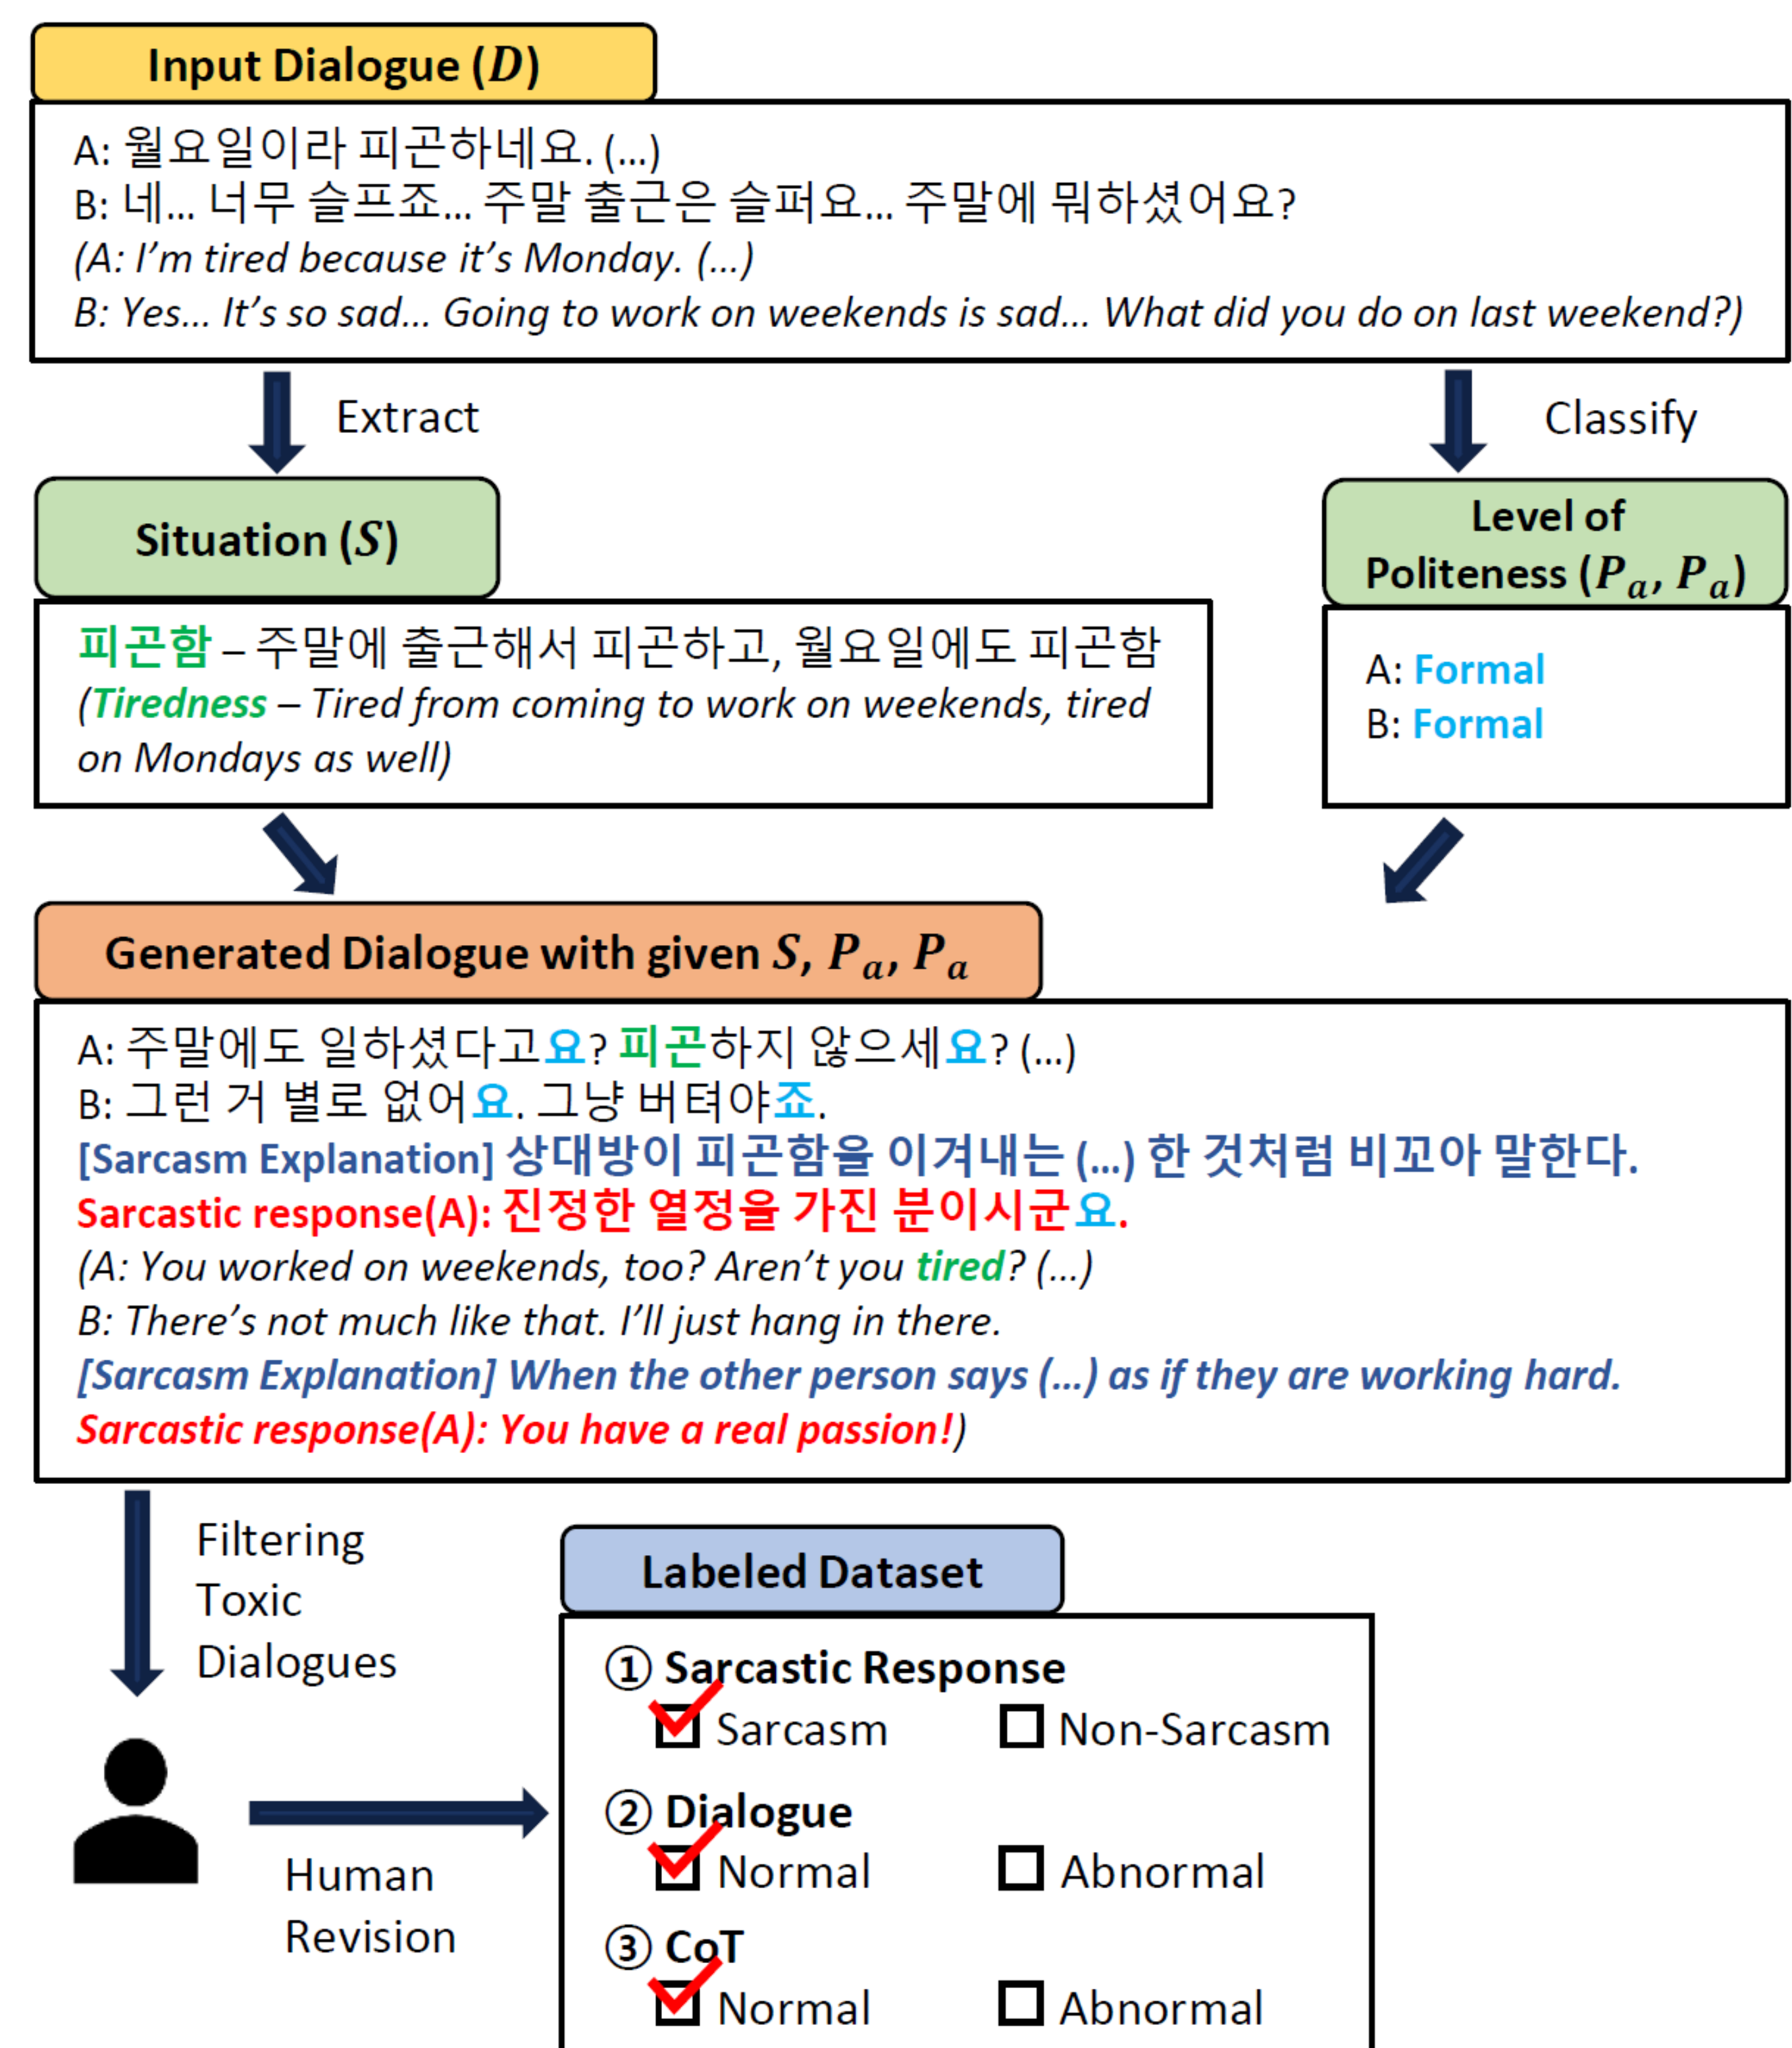 Input Dialogue (D)
A: 월요일이라 피곤하네요. (...)
B: 네... 너무 슬프죠... 주말 출근은 슬퍼요... 주말에 뭐하셨어요?
(A: I'm tired because it's Monday. (...)
B: Yes... It's so sad... Going to work on weekends is sad... What did you do on last weekend?)
Extract
Classify
Situation (S)
피곤함 – 주말에 출근해서 피곤하고, 월요일에도 피곤함
(Tiredness – Tired from coming to work on weekends, tired
on Mondays as well)
Level of
Politeness (Pa, Pa)
A: Formal
B: Formal
Generated Dialogue with given S, Pa, Pa
A: 주말에도 일하셨다고요? 피곤하지 않으세요? (...)
B: 그런 거 별로 없어요. 그냥 버텨야죠.
[Sarcasm Explanation] 상대방이 피곤함을 이겨내는 (...) 한 것처럼 비꼬아 말한다.
Sarcastic response(A): 진정한 열정을 가진 분이시군요.
(A: You worked on weekends, too? Aren't you tired? (...)
B: There's not much like that. I'll just hang in there.
[Sarcasm Explanation] When the other person says (...) as if they are working hard.
Sarcastic response(A): You have a real passion!)
Filtering
Toxic
Dialogues
Human
Revision
Labeled Dataset
① Sarcastic Response
Sarcasm Non-Sarcasm
② Dialogue
Normal Abnormal
③ CoT
Normal Abnormal